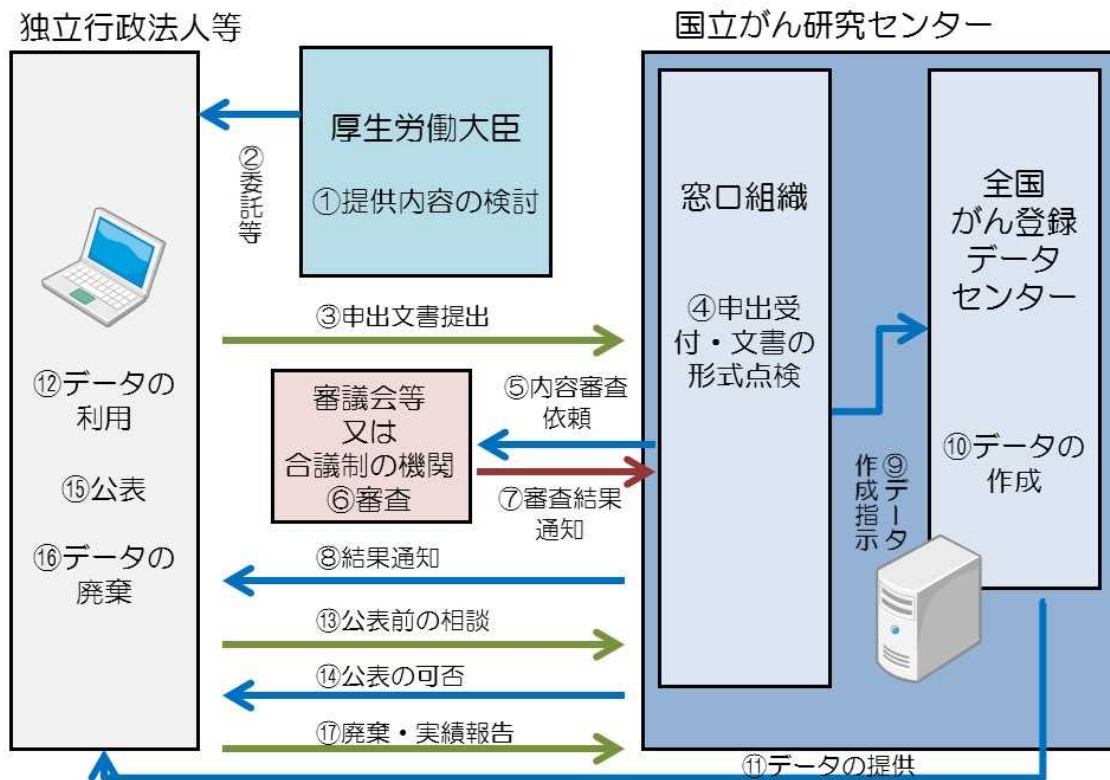 独立行政法人等
国立がん研究センター
厚生労働大臣
①提供内容の検討
②委託等
③申出文書提出
窓口組織
④申出受
付・文書の
形式点検
全国
がん登録
データ
センター
審議会等
又は
合議制の機関
⑥審査
⑤内容審査
依頼
⑦審査結果
通知
⑧結果通知
⑨データ
作成指示
⑩データの
作成
⑫データの
利用
⑮公表
⑯データの
廃棄
⑬公表前の相談
⑭公表の可否
⑰廃棄・実績報告
⑪データの提供